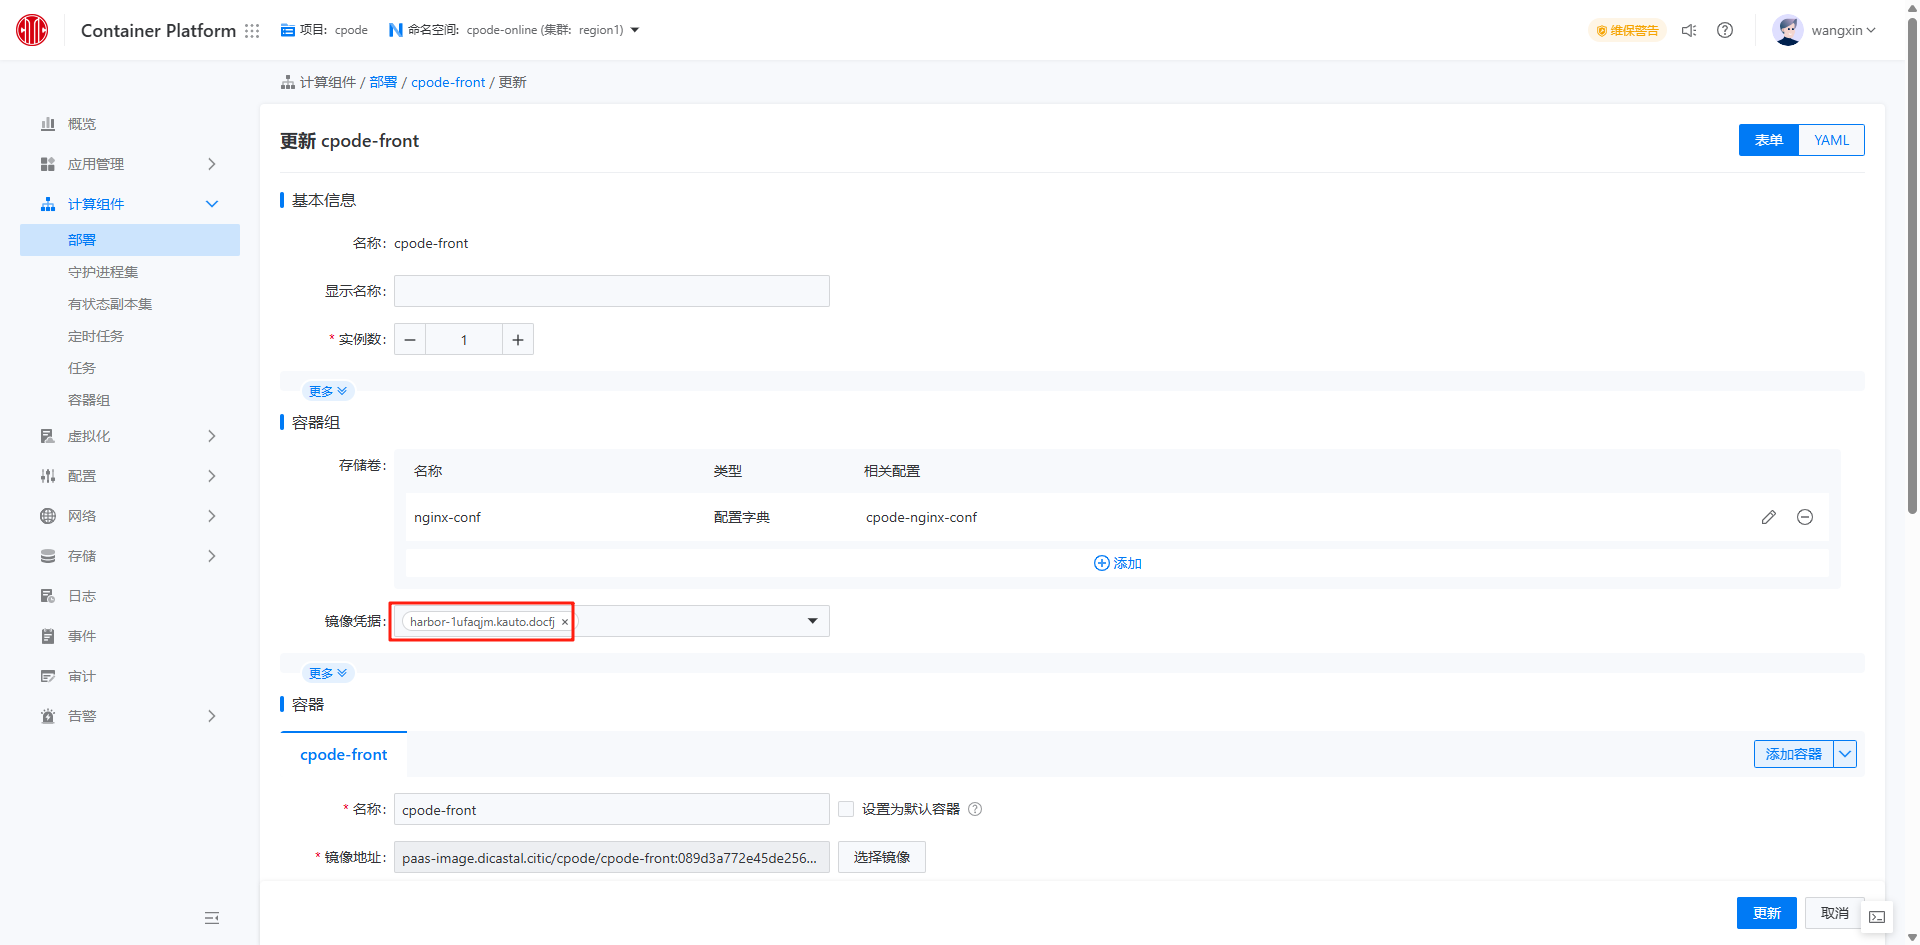 Container Platform
项目: cpode
命名空间: cpode-online (集群: region1)
维保警告
wangxin
计算组件 / 部署 / cpode-front / 更新
概览
应用管理
计算组件
部署
守护进程集
有状态副本集
定时任务
任务
容器组
虚拟化
配置
网络
存储
日志
事件
审计
告警
更新 cpode-front
表单
YAML
基本信息
名称: cpode-front
显示名称:
* 实例数: 1
更多
容器组
存储卷:
名称 类型 相关配置
nginx-conf 配置字典 cpode-nginx-conf
添加
镜像凭据: harbor-1ufaqjm.kauto.docfj ×
更多
容器
cpode-front
添加容器
* 名称: cpode-front
设置为默认容器
* 镜像地址: paas-image.dicastal.citic/cpode/cpode-front:089d3a772e45de256...
选择镜像
更新
取消